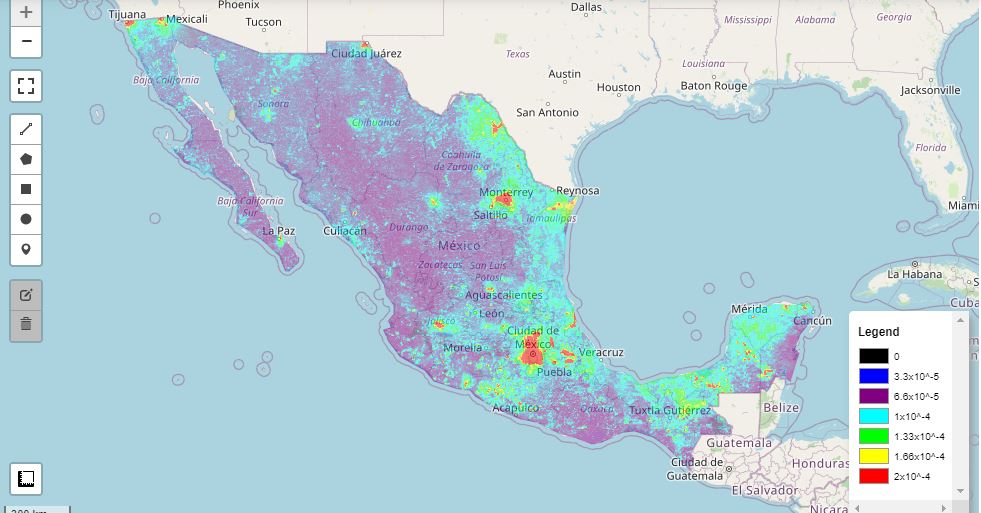 +
Phoenix
Dallas
Tijuana
Mexicali
Tucson
Mississippi
Alabama
Georgia
−
Ciudad Juárez
Texas
Louisiana
Austin
Baja California
Houston
Baton Rouge
Jacksonville
Sonora
San Antonio
Chihuahua
Florida
Coahuila
de Zaragoza
Monterrey
Reynosa
Baja California
Sur
Saltillo
Miami
Tamaulipas
La Paz
Culiacán
Durango
México
Zacatecas
San Luis
Potosí
La Habana
Aguascalientes
Cuba
León
Mérida
Jalisco
Cancún
Ciudad de
México
Morelia
Veracruz
Puebla
Acapulco
Oaxaca
Tuxtla Gutiérrez
Belize
Guatemala
Ciudad de
Guatemala
Honduras
El Salvador
Nicara
Legend
0
3.3x10^-5
6.6x10^-5
1x10^-4
1.33x10^-4
1.66x10^-4
2x10^-4